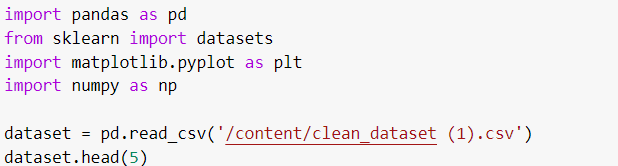 import pandas as pd
from sklearn import datasets
import matplotlib.pyplot as plt
import numpy as np

dataset = pd.read_csv('/content/clean_dataset (1).csv')
dataset.head(5)